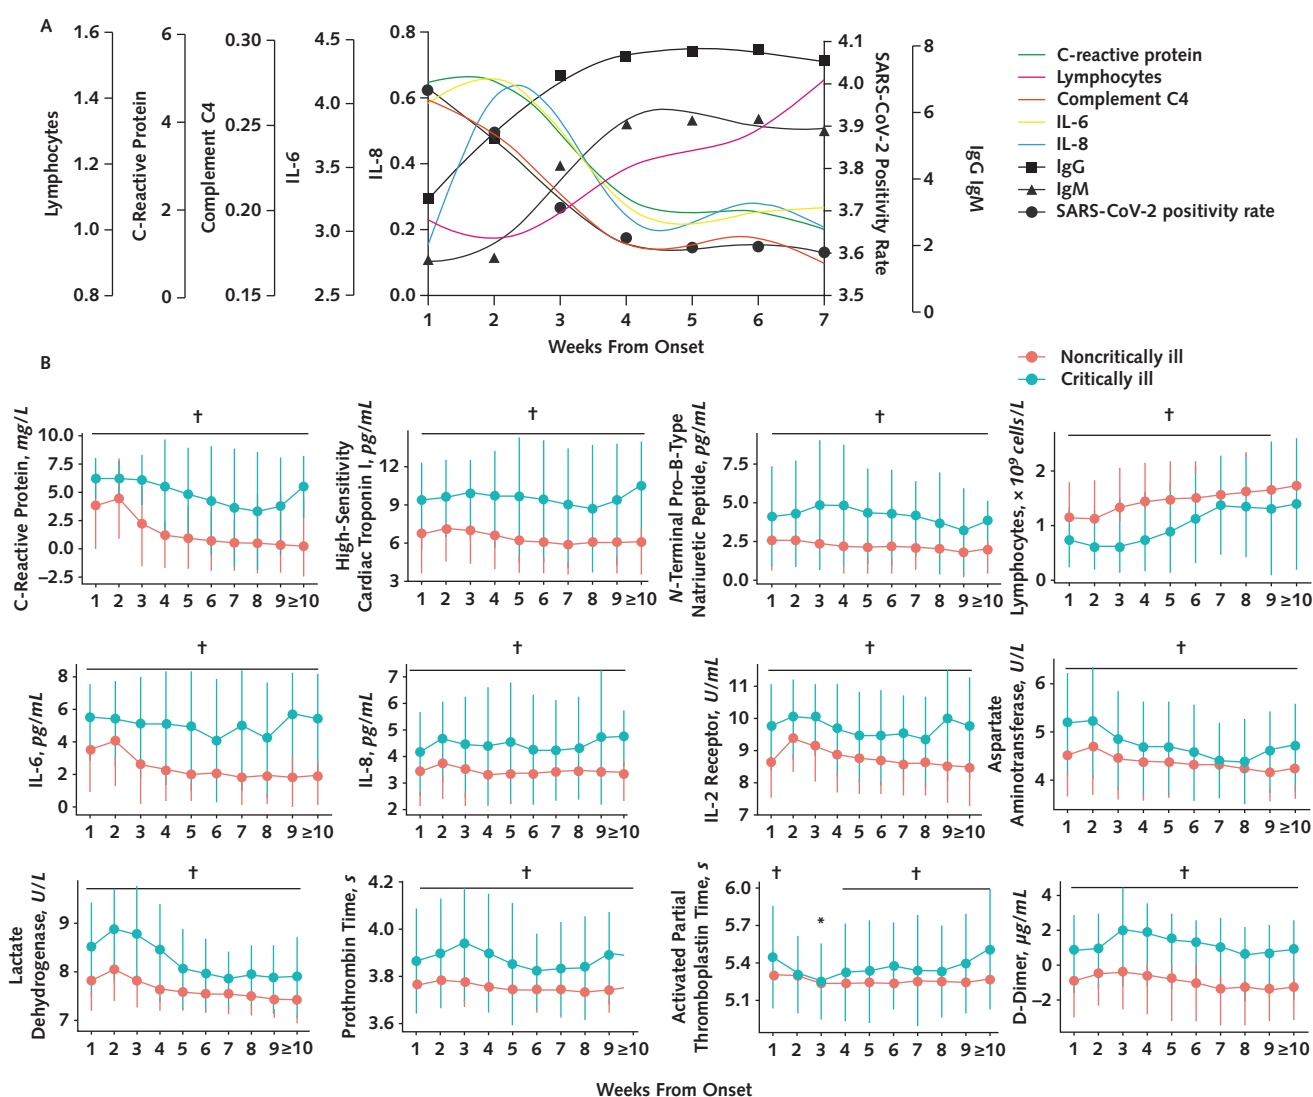 A
Lymphocytes
1.6
1.4
1.2
1.0
0.8
C-Reactive Protein
6
4
2
0
Complement C4
0.30
0.25
0.20
0.15
IL-6
4.5
4.0
3.5
3.0
2.5
IL-8
0.8
0.6
0.4
0.2
0.0
1 2 3 4 5 6 7
Weeks From Onset
4.1
4.0
3.9
3.8
3.7
3.6
3.5
SARS-CoV-2 Positivity Rate
8
6
4
2
0
IgG IgM
C-reactive protein
Lymphocytes
Complement C4
IL-6
IL-8
IgG
IgM
SARS-CoV-2 positivity rate
B
Noncritically ill
Critically ill
C-Reactive Protein, mg/L
10.0
7.5
5.0
2.5
0.0
–2.5
†
1 2 3 4 5 6 7 8 9 ≥10
High-Sensitivity
Cardiac Troponin I, pg/mL
12
9
6
3
†
1 2 3 4 5 6 7 8 9 ≥10
N-Terminal Pro–B-Type
Natriuretic Peptide, pg/mL
7.5
5.0
2.5
0.0
†
1 2 3 4 5 6 7 8 9 ≥10
Lymphocytes, × 10⁹ cells/L
2
1
0
†
1 2 3 4 5 6 7 8 9 ≥10
IL-6, pg/mL
8
6
4
2
0
†
1 2 3 4 5 6 7 8 9 ≥10
IL-8, pg/mL
7
6
5
4
3
2
†
1 2 3 4 5 6 7 8 9 ≥10
IL-2 Receptor, U/mL
11
10
9
8
7
†
1 2 3 4 5 6 7 8 9 ≥10
Aspartate
Aminotransferase, U/L
6
4
†
1 2 3 4 5 6 7 8 9 ≥10
Lactate
Dehydrogenase, U/L
9
8
7
†
1 2 3 4 5 6 7 8 9 ≥10
Prothrombin Time, s
4.2
4.0
3.8
3.6
†
1 2 3 4 5 6 7 8 9 ≥10
Activated Partial
Thromboplastin Time, s
6.0
5.7
5.4
5.1
† * †
1 2 3 4 5 6 7 8 9 ≥10
D-Dimer, µg/mL
4
2
0
–2
†
1 2 3 4 5 6 7 8 9 ≥10
Weeks From Onset